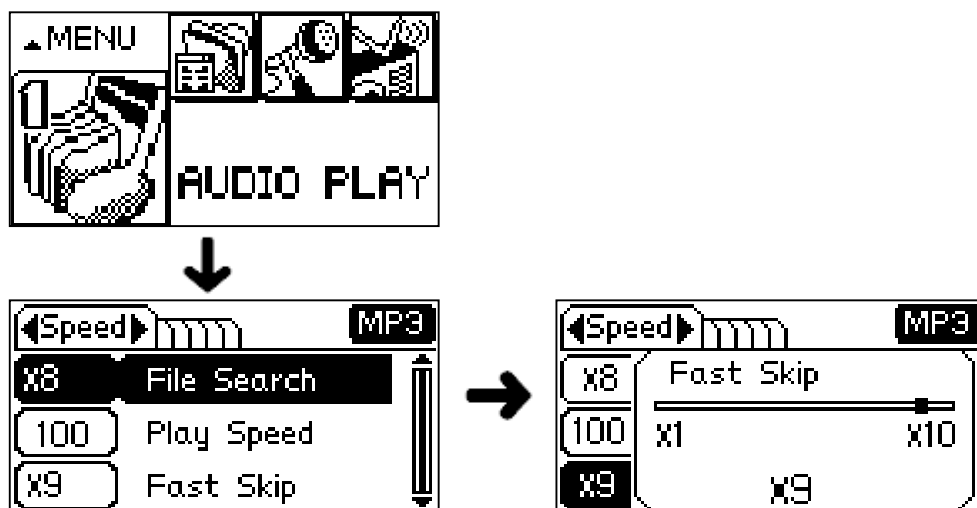 MENU
AUDIO PLAY
Speed MP3
X8 File Search
100 Play Speed
X9 Fast Skip
Speed MP3
X8 Fast Skip
100 X1 X10
X9 X9